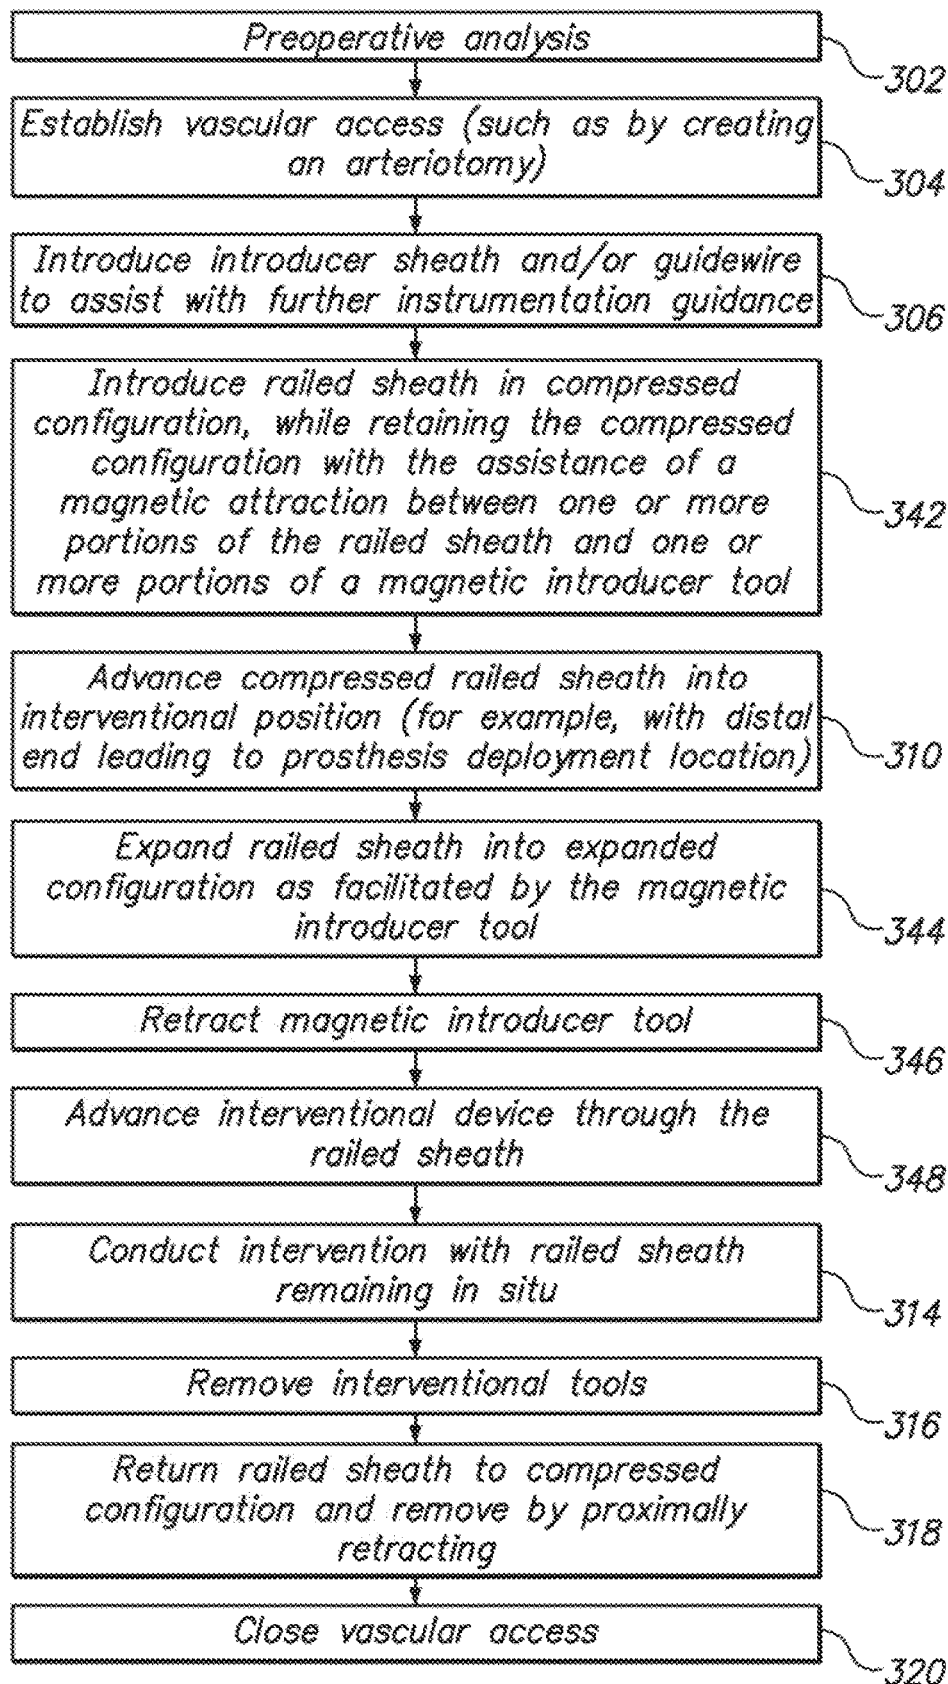 Preoperative analysis
302
Establish vascular access (such as by creating
an arteriotomy)
304
Introduce introducer sheath and/or guidewire
to assist with further instrumentation guidance
306
Introduce railed sheath in compressed
configuration, while retaining the compressed
configuration with the assistance of a
magnetic attraction between one or more
portions of the railed sheath and one or
more portions of a magnetic introducer tool
342
Advance compressed railed sheath into
interventional position (for example, with distal
end leading to prosthesis deployment location)
310
Expand railed sheath into expanded
configuration as facilitated by the magnetic
introducer tool
344
Retract magnetic introducer tool
346
Advance interventional device through the
railed sheath
348
Conduct intervention with railed sheath
remaining in situ
314
Remove interventional tools
316
Return railed sheath to compressed
configuration and remove by proximally
retracting
318
Close vascular access
320